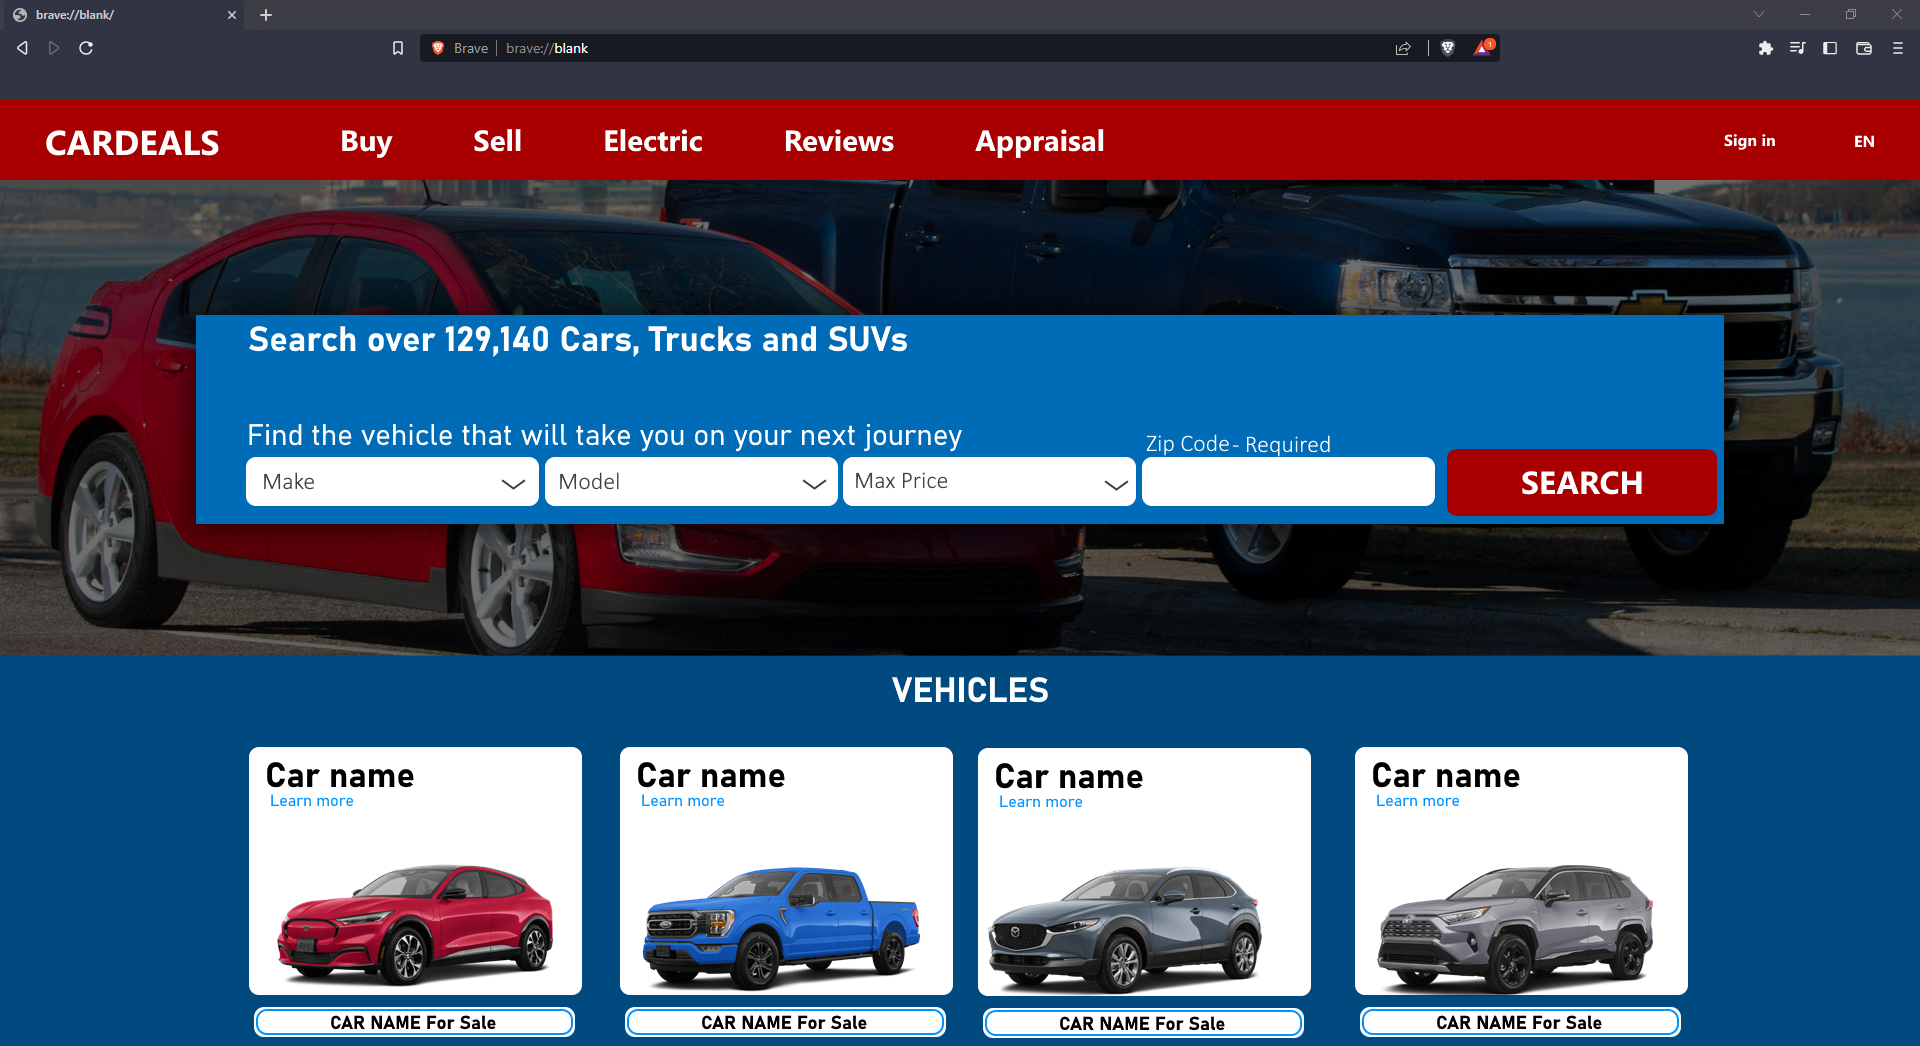 brave://blank/
Brave | brave://blank
1
CARDEALS Buy Sell Electric Reviews Appraisal Sign in EN
Search over 129,140 Cars, Trucks and SUVs
Find the vehicle that will take you on your next journey
Zip Code - Required
Make Model Max Price SEARCH
VEHICLES
Car name Car name Car name Car name
Learn more Learn more Learn more Learn more
CAR NAME For Sale CAR NAME For Sale CAR NAME For Sale CAR NAME For Sale